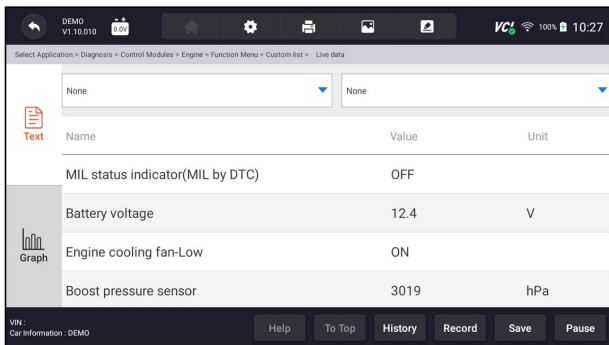 DEMO
V1.10.010
0.0V
VCI 100% 10:27
Select Application > Diagnosis > Control Modules > Engine > Function Menu > Custom list > Live data
None None
Text
Name Value Unit
MIL status indicator(MIL by DTC) OFF
Battery voltage 12.4 V
Graph
Engine cooling fan-Low ON
Boost pressure sensor 3019 hPa
VIN :
Car Information : DEMO
Help To Top History Record Save Pause